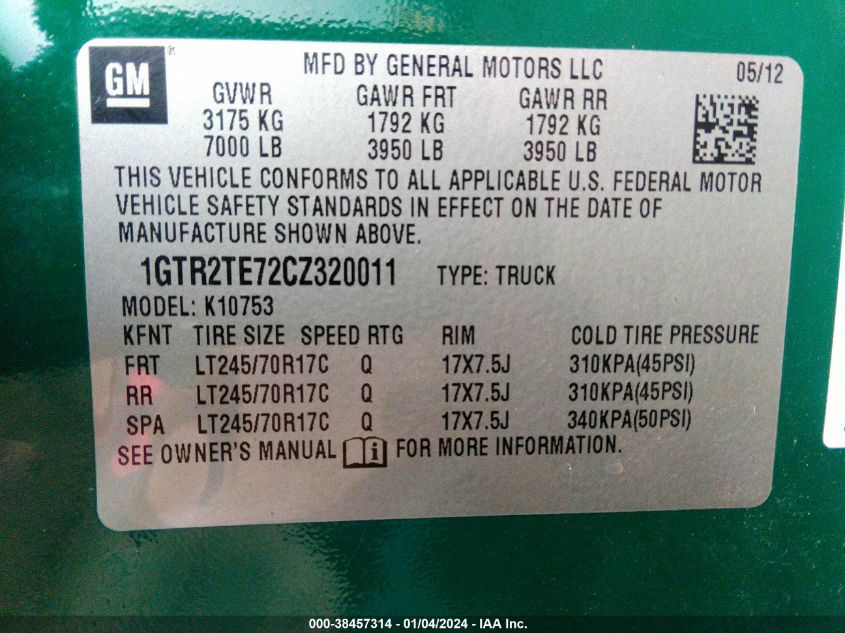 GM
®
MFD BY GENERAL MOTORS LLC 05/12
GVWR GAWR FRT GAWR RR
3175 KG 1792 KG 1792 KG
7000 LB 3950 LB 3950 LB
THIS VEHICLE CONFORMS TO ALL APPLICABLE U.S. FEDERAL MOTOR
VEHICLE SAFETY STANDARDS IN EFFECT ON THE DATE OF
MANUFACTURE SHOWN ABOVE.
1GTR2TE72CZ320011 TYPE: TRUCK
MODEL: K10753
KFNT TIRE SIZE SPEED RTG RIM COLD TIRE PRESSURE
FRT LT245/70R17C Q 17X7.5J 310KPA(45PSI)
RR LT245/70R17C Q 17X7.5J 310KPA(45PSI)
SPA LT245/70R17C Q 17X7.5J 340KPA(50PSI)
SEE OWNER'S MANUAL i FOR MORE INFORMATION.
000-38457314 - 01/04/2024 - IAA Inc.